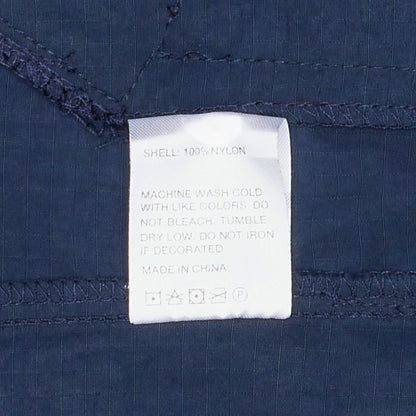 SHELL: 100% NYLON
MACHINE WASH COLD
WITH LIKE COLORS. DO
NOT BLEACH. TUMBLE
DRY LOW. DO NOT IRON
IF DECORATED
MADE IN CHINA
P